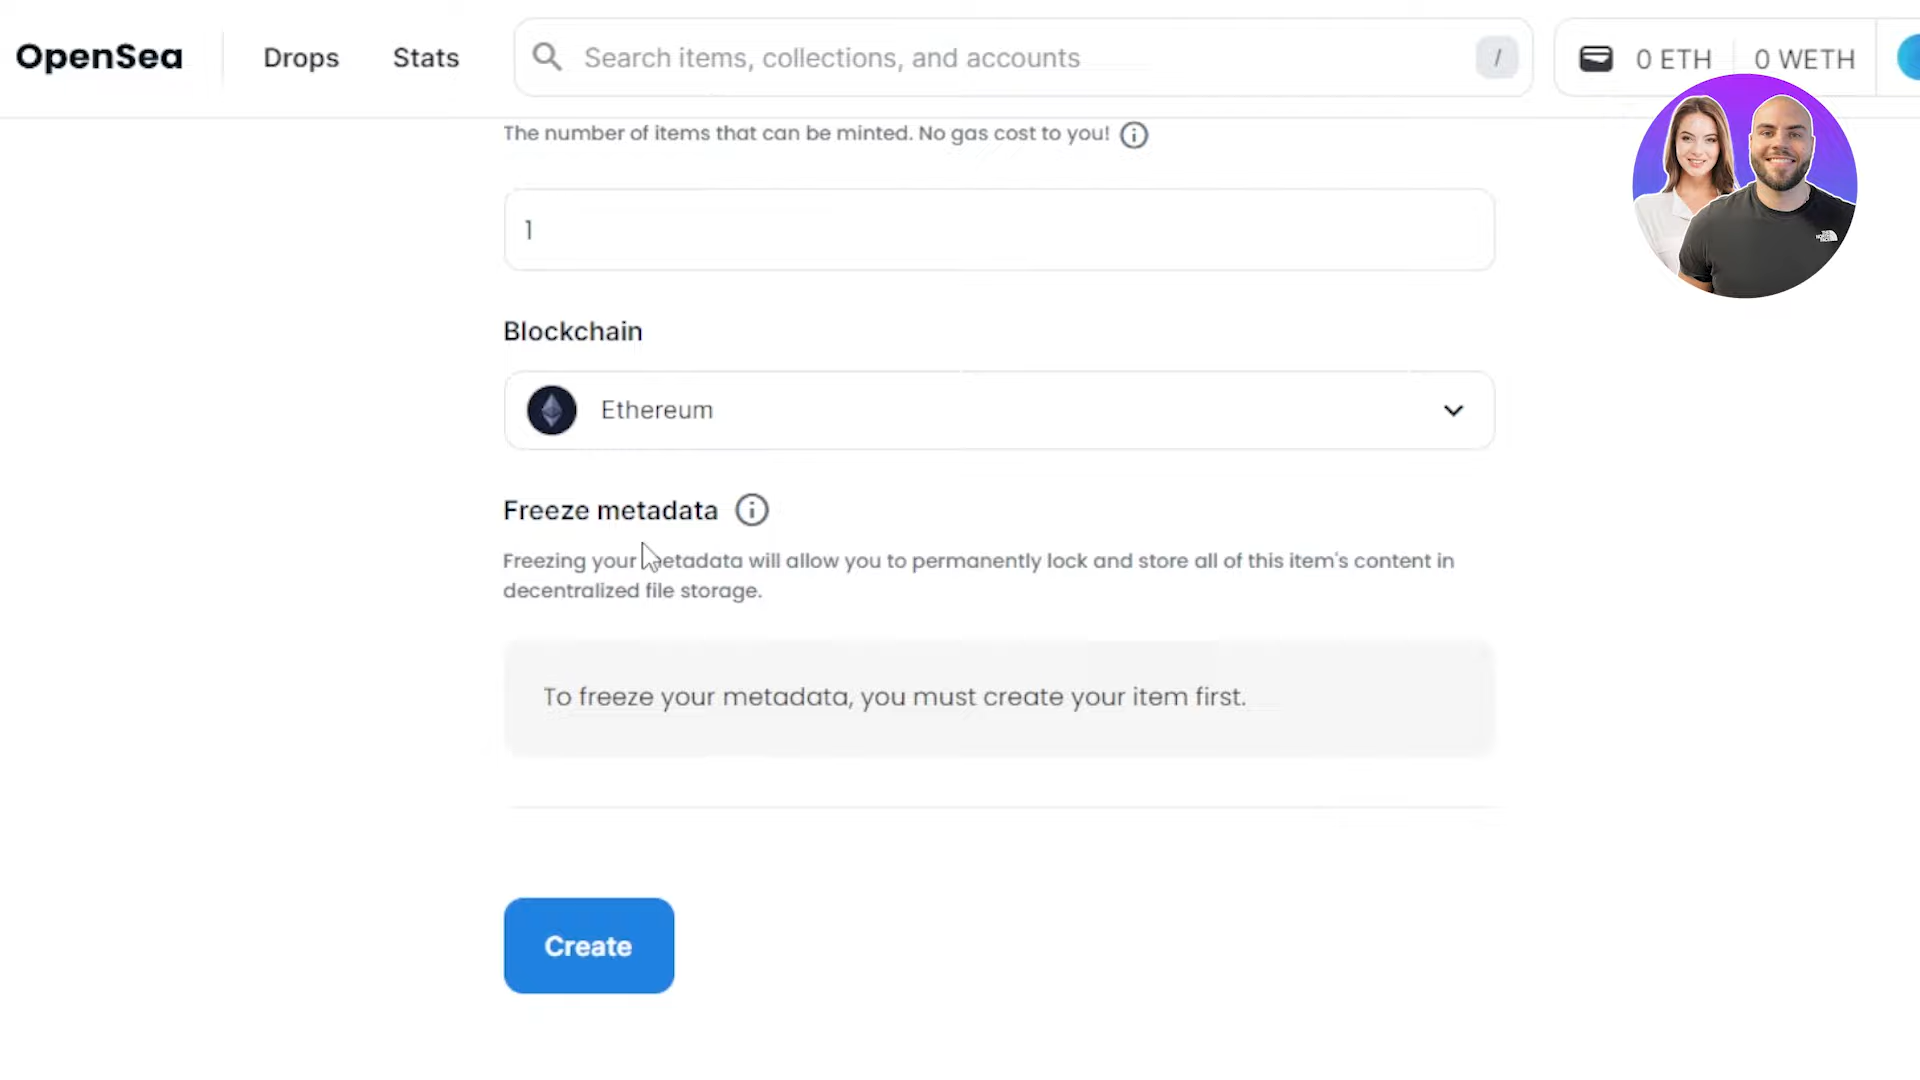 OpenSea
Drops
Stats
Search items, collections, and accounts
/
0 ETH
0 WETH
The number of items that can be minted. No gas cost to you!
1
Blockchain
Ethereum
Freeze metadata
Freezing your metadata will allow you to permanently lock and store all of this item's content in
decentralized file storage.
To freeze your metadata, you must create your item first.
Create